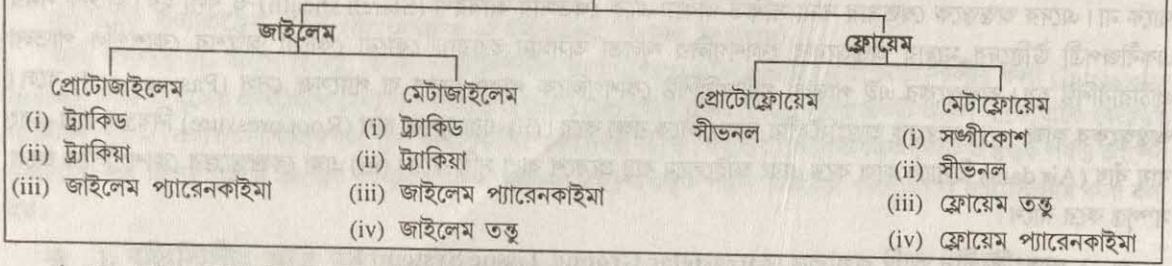 জাইলেম
ফ্লোয়েম
প্রোটোজাইলেম
(i) ট্র্যাকিড
(ii) ট্র্যাকিয়া
(iii) জাইলেম প্যারেনকাইমা
মেটাজাইলেম
(i) ট্র্যাকিড
(ii) ট্র্যাকিয়া
(iii) জাইলেম প্যারেনকাইমা
(iv) জাইলেম তন্তু
প্রোটোফ্লোয়েম
সীভনল
মেটাফ্লোয়েম
(i) সঙ্গীকোশ
(ii) সীভনল
(iii) ফ্লোয়েম তন্তু
(iv) ফ্লোয়েম প্যারেনকাইমা